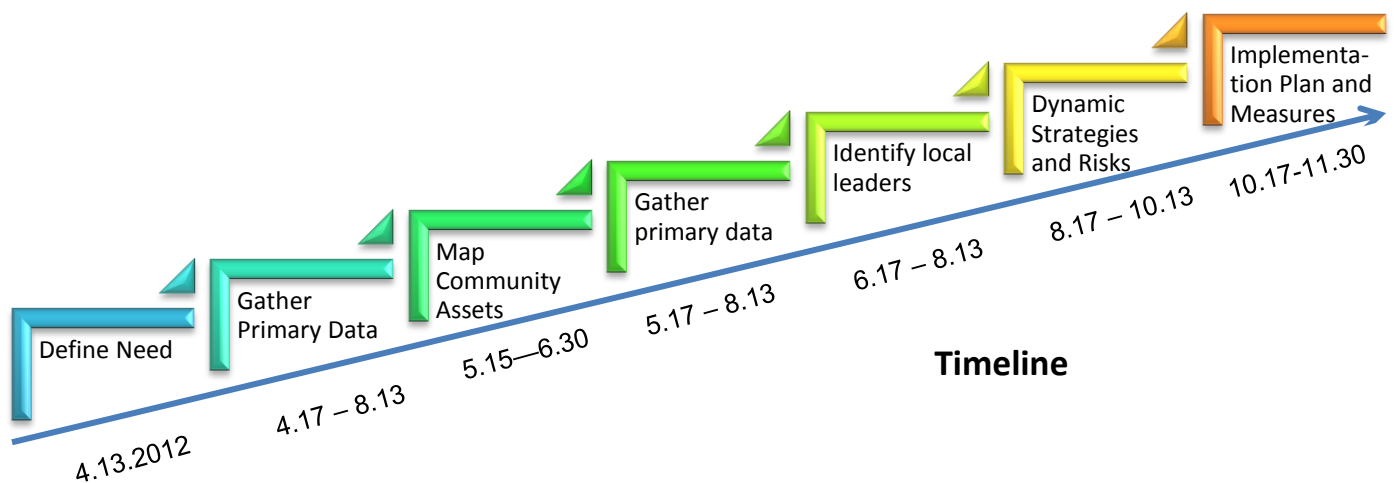 Define Need
Gather
Primary Data
Map
Community
Assets
Gather
primary data
Identify local
leaders
Dynamic
Strategies
and Risks
Implementa-
tion Plan and
Measures
4.13.2012
4.17 – 8.13
5.15—6.30
5.17 – 8.13
6.17 – 8.13
8.17 – 10.13
10.17-11.30
Timeline